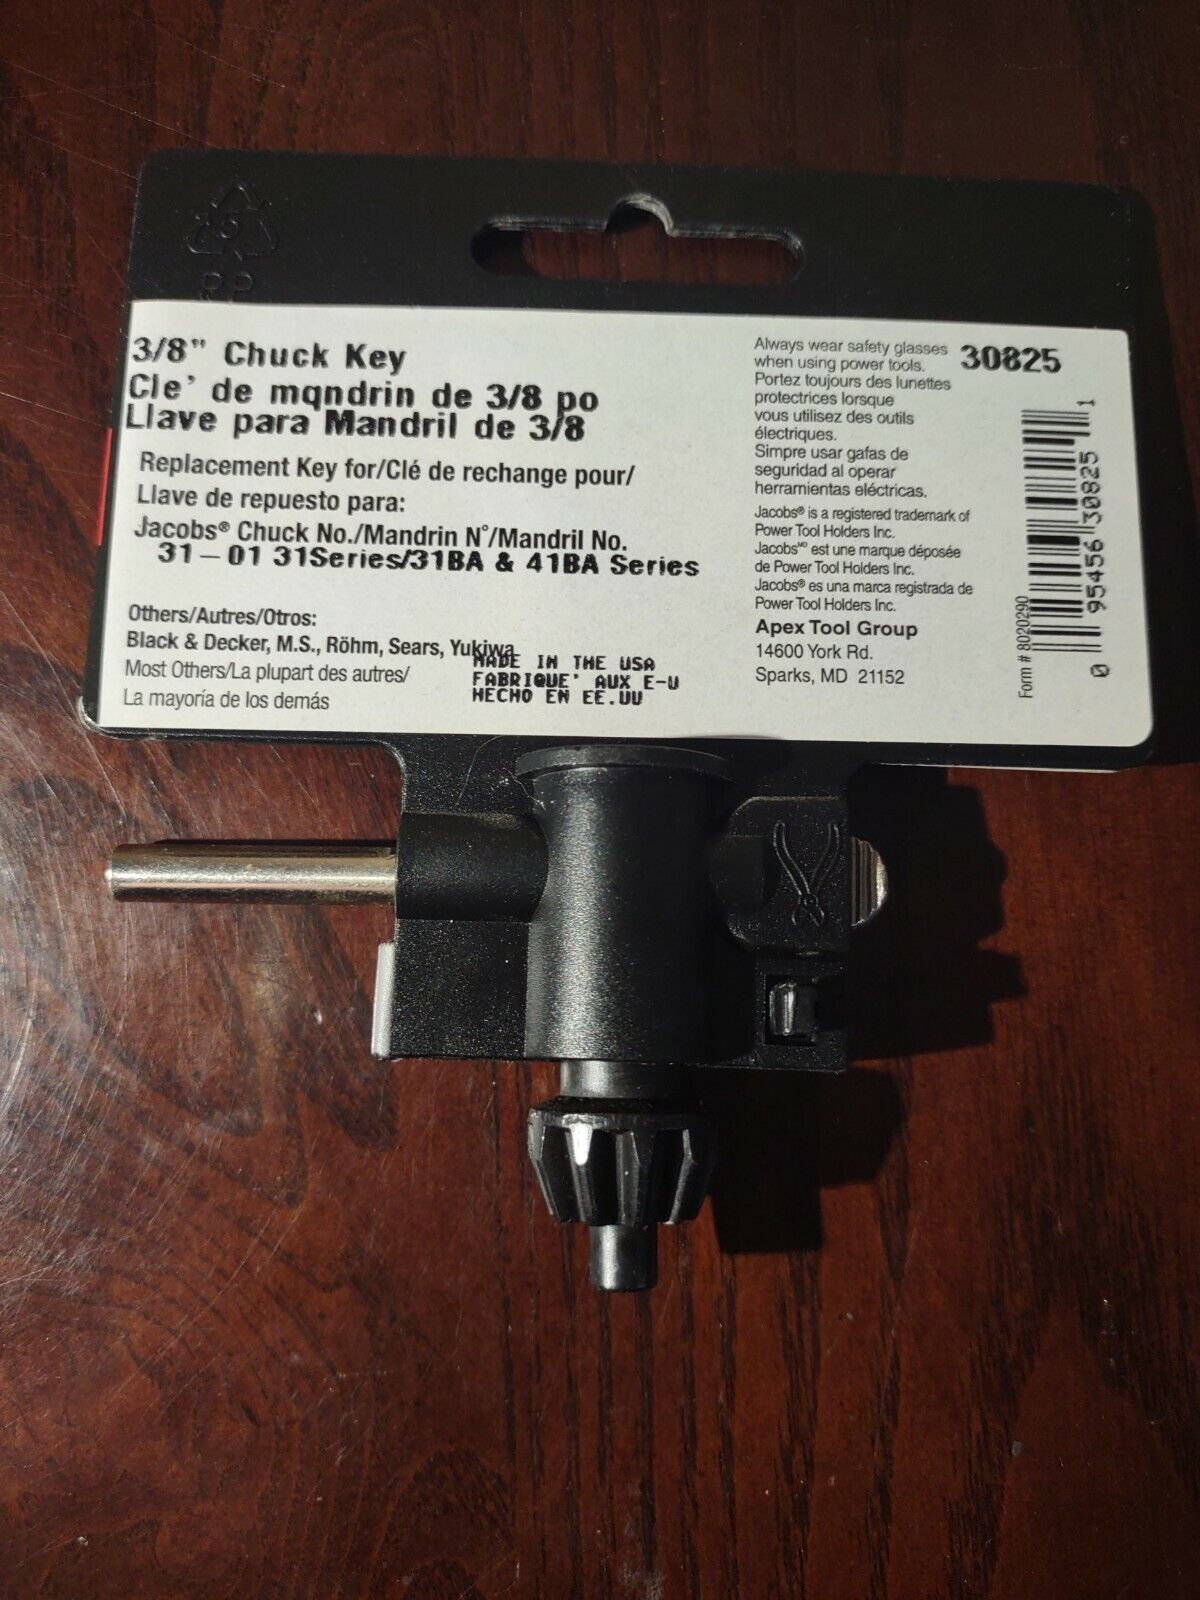 5
PP
3/8" Chuck Key
Cle' de mqndrin de 3/8 po
Llave para Mandril de 3/8
Replacement Key for/Clé de rechange pour/
Llave de repuesto para:
Jacobs® Chuck No./Mandrin N°/Mandril No.
31 – 01 31Series/31BA & 41BA Series
Others/Autres/Otros:
Black & Decker, M.S., Röhm, Sears, Yukiwa
Most Others/La plupart des autres/
La mayoría de los demás
MADE IN THE USA
FABRIQUE' AUX E-U
HECHO EN EE.UU
Always wear safety glasses
when using power tools.
Portez toujours des lunettes
protectrices lorsque
vous utilisez des outils
électriques.
Simpre usar gafas de
seguridad al operar
herramientas eléctricas.
Jacobs® is a registered trademark of
Power Tool Holders Inc.
Jacobs MD est une marque déposée
de Power Tool Holders Inc.
Jacobs® es una marca registrada de
Power Tool Holders Inc.
Apex Tool Group
14600 York Rd.
Sparks, MD 21152
30825
Form # 8020290
0 95456 30825 1